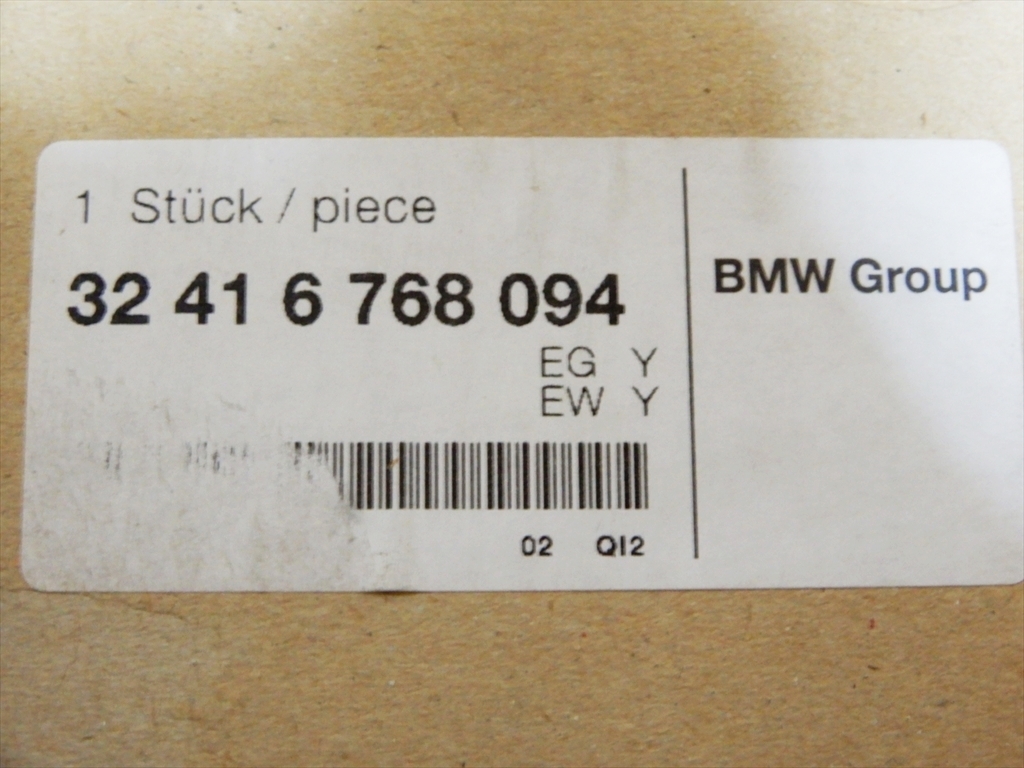 1 Stück / piece
32 41 6 768 094
EG Y
EW Y
02 QI2
BMW Group